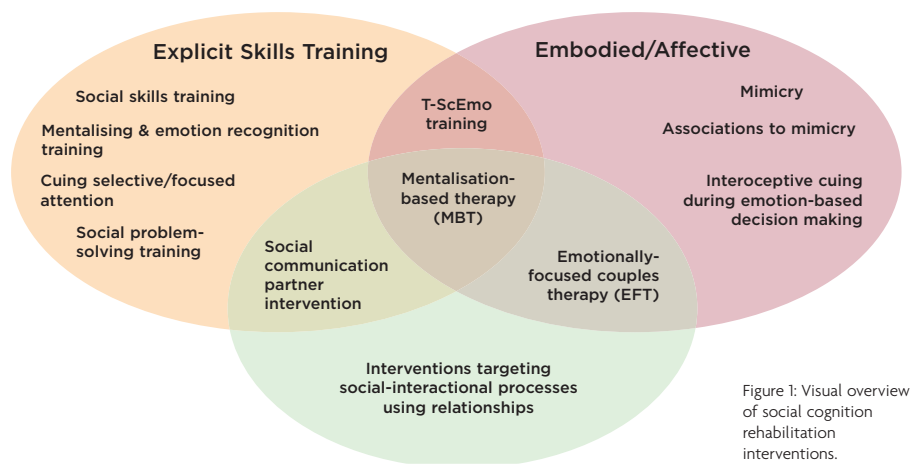 Explicit Skills Training
Social skills training
Mentalising & emotion recognition
training
Cuing selective/focused
attention
Social problem-
solving training
Embodied/Affective
Mimicry
Associations to mimicry
Interoceptive cuing
during emotion-based
decision making
T-ScEmo
training
Mentalisation-
based therapy
(MBT)
Social
communication
partner
intervention
Emotionally-
focused couples
therapy (EFT)
Interventions targeting
social-interactional processes
using relationships
Figure 1: Visual overview
of social cognition
rehabilitation
interventions.